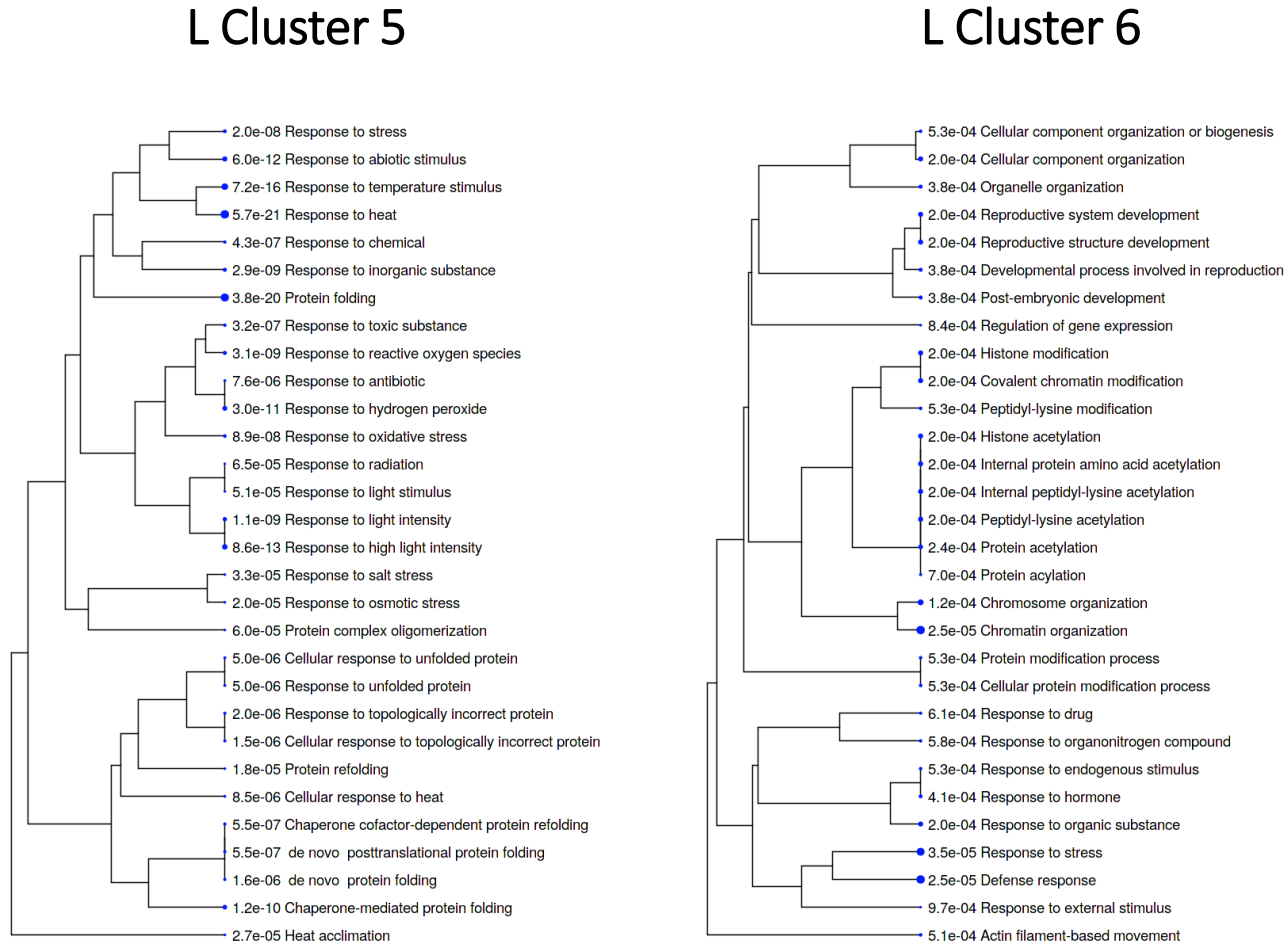 L Cluster 5
2.0e-08 Response to stress
6.0e-12 Response to abiotic stimulus
7.2e-16 Response to temperature stimulus
5.7e-21 Response to heat
4.3e-07 Response to chemical
2.9e-09 Response to inorganic substance
3.8e-20 Protein folding
3.2e-07 Response to toxic substance
3.1e-09 Response to reactive oxygen species
7.6e-06 Response to antibiotic
3.0e-11 Response to hydrogen peroxide
8.9e-08 Response to oxidative stress
6.5e-05 Response to radiation
5.1e-05 Response to light stimulus
1.1e-09 Response to light intensity
8.6e-13 Response to high light intensity
3.3e-05 Response to salt stress
2.0e-05 Response to osmotic stress
6.0e-05 Protein complex oligomerization
5.0e-06 Cellular response to unfolded protein
5.0e-06 Response to unfolded protein
2.0e-06 Response to topologically incorrect protein
1.5e-06 Cellular response to topologically incorrect protein
1.8e-05 Protein refolding
8.5e-06 Cellular response to heat
5.5e-07 Chaperone cofactor-dependent protein refolding
5.5e-07 de novo posttranslational protein folding
1.6e-06 de novo protein folding
1.2e-10 Chaperone-mediated protein folding
2.7e-05 Heat acclimation
L Cluster 6
5.3e-04 Cellular component organization or biogenesis
2.0e-04 Cellular component organization
3.8e-04 Organelle organization
2.0e-04 Reproductive system development
2.0e-04 Reproductive structure development
3.8e-04 Developmental process involved in reproduction
3.8e-04 Post-embryonic development
8.4e-04 Regulation of gene expression
2.0e-04 Histone modification
2.0e-04 Covalent chromatin modification
5.3e-04 Peptidyl-lysine modification
2.0e-04 Histone acetylation
2.0e-04 Internal protein amino acid acetylation
2.0e-04 Internal peptidyl-lysine acetylation
2.0e-04 Peptidyl-lysine acetylation
2.4e-04 Protein acetylation
7.0e-04 Protein acylation
1.2e-04 Chromosome organization
2.5e-05 Chromatin organization
5.3e-04 Protein modification process
5.3e-04 Cellular protein modification process
6.1e-04 Response to drug
5.8e-04 Response to organonitrogen compound
5.3e-04 Response to endogenous stimulus
4.1e-04 Response to hormone
2.0e-04 Response to organic substance
3.5e-05 Response to stress
2.5e-05 Defense response
9.7e-04 Response to external stimulus
5.1e-04 Actin filament-based movement